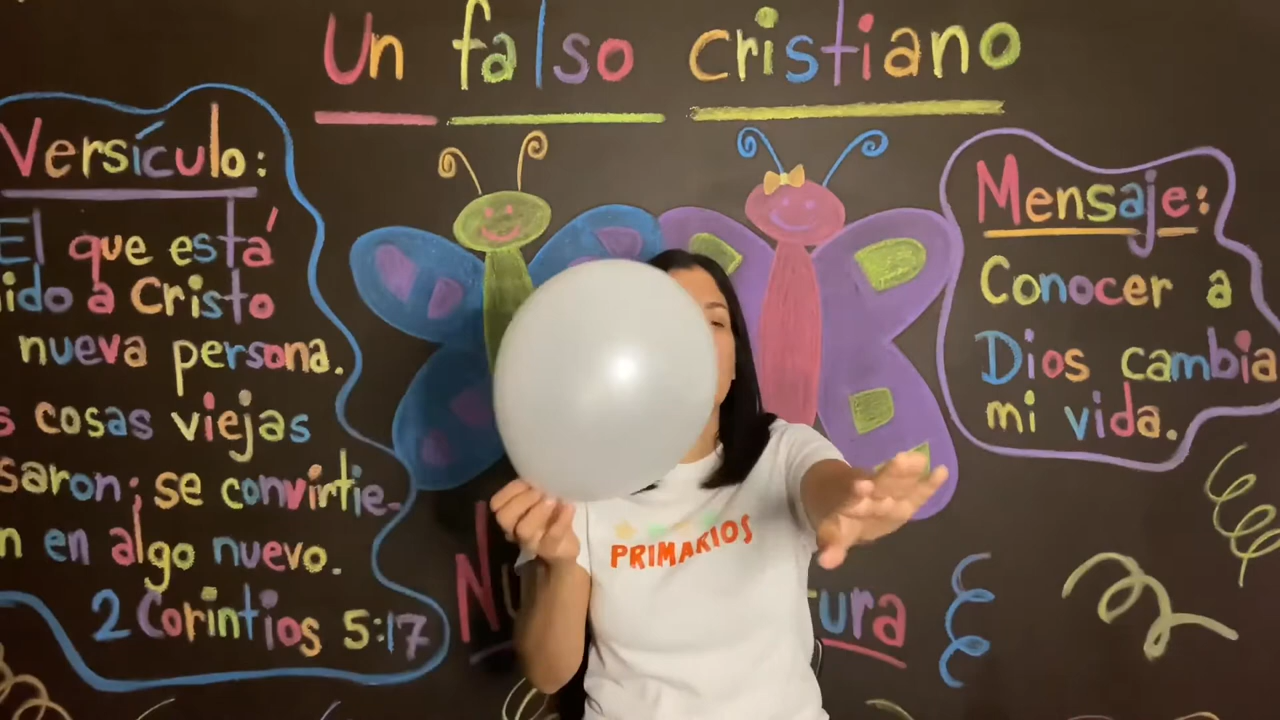 Un falso cristiano
Versículo:
El que está
ido a Cristo
nueva persona.
s cosas viejas
saron; se convirtie-
n en algo nuevo.
2 Corintios 5:17
Mensaje:
Conocer a
Dios cambia
mi vida.
PRIMARIOS
Nu tura